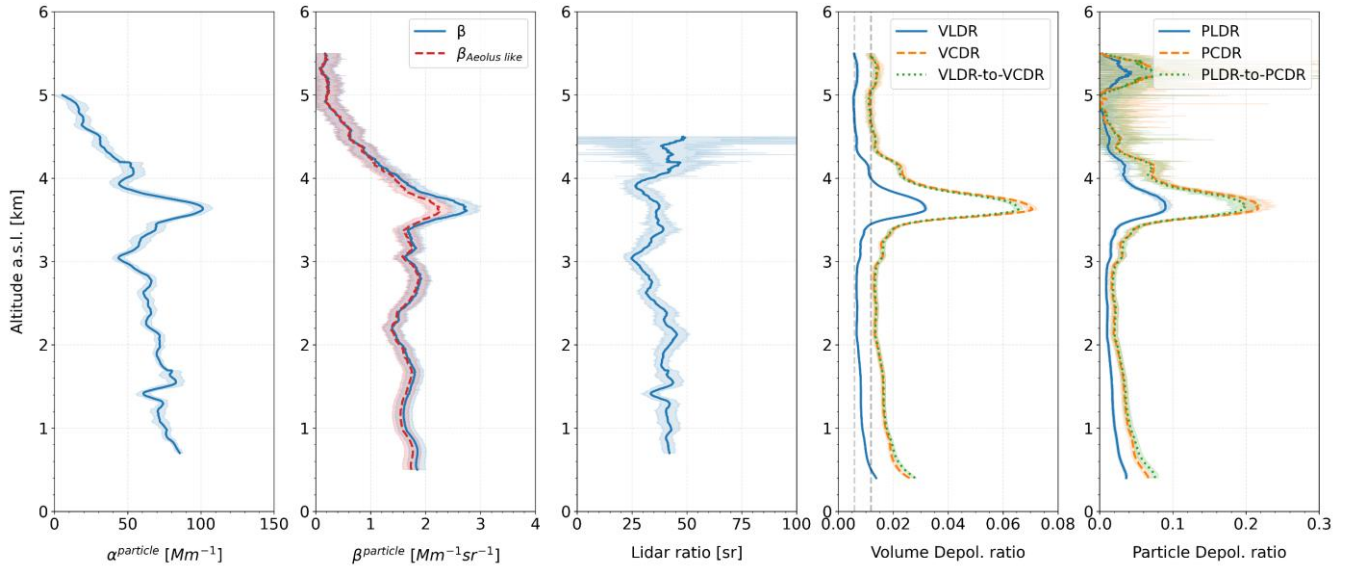 6
5
4
3
2
1
0
Altitude a.s.l. [km]
0 50 100 150
α^particle [Mm⁻¹]
6
5
4
3
2
1
0
β
β_Aeolus like
0 1 2 3 4
β^particle [Mm⁻¹sr⁻¹]
6
5
4
3
2
1
0
0 25 50 75 100
Lidar ratio [sr]
6
5
4
3
2
1
0
VLDR
VCDR
VLDR-to-VCDR
0.00 0.02 0.04 0.06 0.08
Volume Depol. ratio
6
5
4
3
2
1
0
PLDR
PCDR
PLDR-to-PCDR
0.0 0.1 0.2 0.3
Particle Depol. ratio